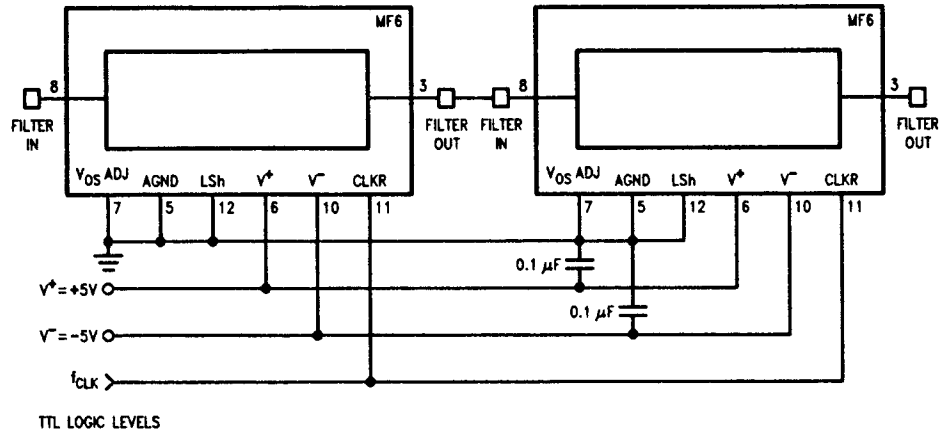 MF6
MF6
8
3
8
3
FILTER
IN
FILTER
OUT
FILTER
IN
FILTER
OUT
VOS ADJ AGND LSh V+ V− CLKR
VOS ADJ AGND LSh V+ V− CLKR
7 5 12 6 10 11
7 5 12 6 10 11
0.1 μF
V+=+5V
0.1 μF
V−=−5V
fCLK
TTL LOGIC LEVELS